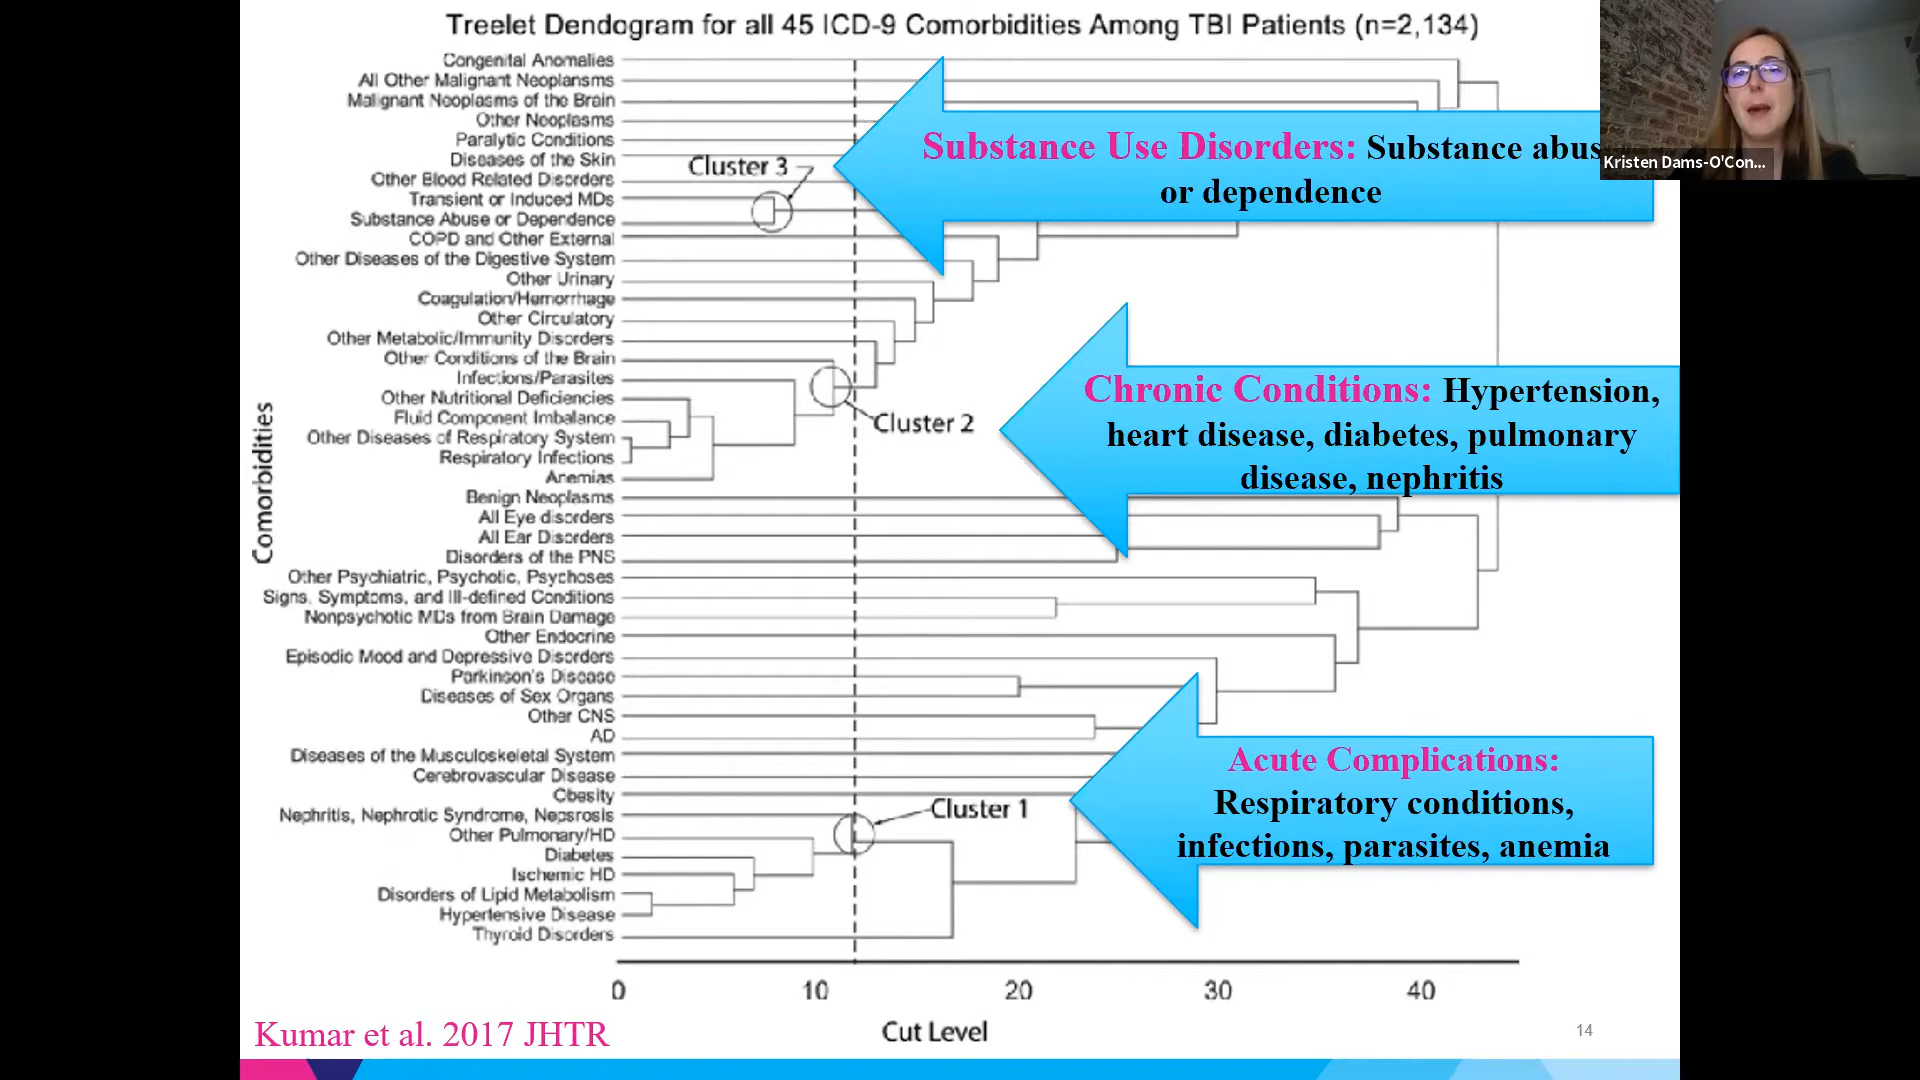 Treelet Dendogram for all 45 ICD-9 Comorbidities Among TBI Patients (n=2,134)
Congenital Anomalies
All Other Malignant Neoplansms
Malignant Neoplasms of the Brain
Other Neoplasms
Paralytic Conditions
Diseases of the Skin
Other Blood Related Disorders
Transient or Induced MDs
Substance Abuse or Dependence
COPD and Other External
Other Diseases of the Digestive System
Other Urinary
Coagulation/Hemorrhage
Other Circulatory
Other Metabolic/Immunity Disorders
Other Conditions of the Brain
Infections/Parasites
Other Nutritional Deficiencies
Fluid Component Imbalance
Other Diseases of Respiratory System
Respiratory Infections
Anemias
Benign Neoplasms
All Eye disorders
All Ear Disorders
Disorders of the PNS
Other Psychiatric, Psychotic, Psychoses
Signs, Symptoms, and Ill-defined Conditions
Nonpsychotic MDs from Brain Damage
Other Endocrine
Episodic Mood and Depressive Disorders
Parkinson's Disease
Diseases of Sex Organs
Other CNS
AD
Diseases of the Musculoskeletal System
Cerebrovascular Disease
Obesity
Nephritis, Nephrotic Syndrome, Nepsrosis
Other Pulmonary/HD
Diabetes
Ischemic HD
Disorders of Lipid Metabolism
Hypertensive Disease
Thyroid Disorders
Comorbidities
Cluster 3
Cluster 2
Cluster 1
Substance Use Disorders: Substance abus
or dependence
Chronic Conditions: Hypertension,
heart disease, diabetes, pulmonary
disease, nephritis
Acute Complications:
Respiratory conditions,
infections, parasites, anemia
0 10 20 30 40
Cut Level
Kumar et al. 2017 JHTR
14
Kristen Dams-O'Con...